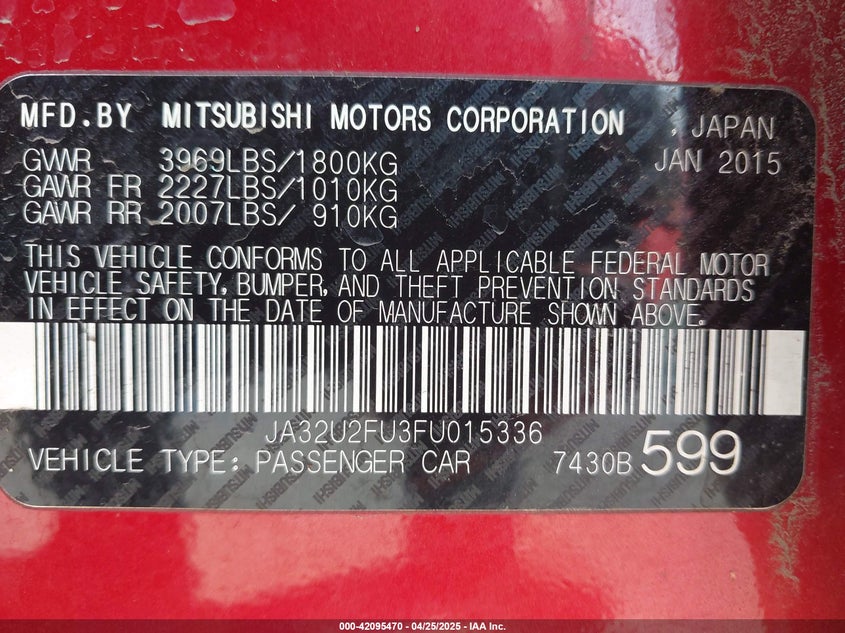 MFD.BY MITSUBISHI MOTORS CORPORATION , JAPAN
GVWR 3969LBS/1800KG JAN 2015
GAWR FR 2227LBS/1010KG
GAWR RR 2007LBS/ 910KG
THIS VEHICLE CONFORMS TO ALL APPLICABLE FEDERAL MOTOR
VEHICLE SAFETY, BUMPER, AND THEFT PREVENTION STANDARDS
IN EFFECT ON THE DATE OF MANUFACTURE SHOWN ABOVE.
JA32U2FU3FU015336
VEHICLE TYPE: PASSENGER CAR 7430B 599
000-42095470 / 04/25/2025 - IAA Inc.